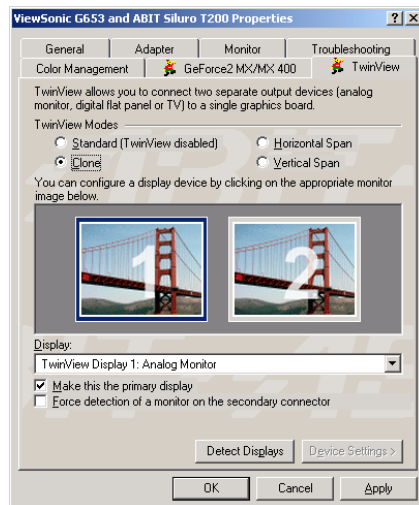 ViewSonic G653 and ABIT Siluro T200 Properties
General Adapter Monitor Troubleshooting
Color Management GeForce2 MX/MX 400 TwinView
TwinView allows you to connect two separate output devices (analog
monitor, digital flat panel or TV) to a single graphics board.
TwinView Modes
Standard (TwinView disabled) Horizontal Span
Clone Vertical Span
You can configure a display device by clicking on the appropriate monitor
image below.
1 2
Display:
TwinView Display 1: Analog Monitor
Make this the primary display
Force detection of a monitor on the secondary connector
Detect Displays Device Settings >
OK Cancel Apply